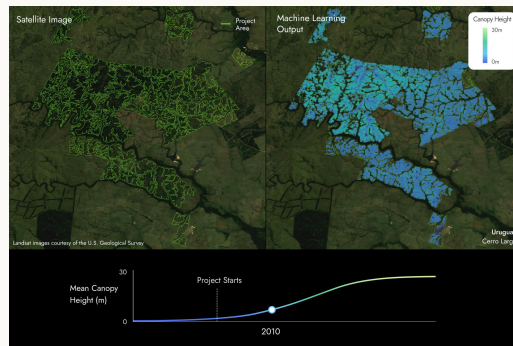 Satellite Image
Project
Area
Machine Learning
Output
Canopy Height
30m
0m
Landsat images courtesy of the U.S. Geological Survey
Urugua
Cerro Larg
30
Mean Canopy
Height (m)
0
Project Starts
2010